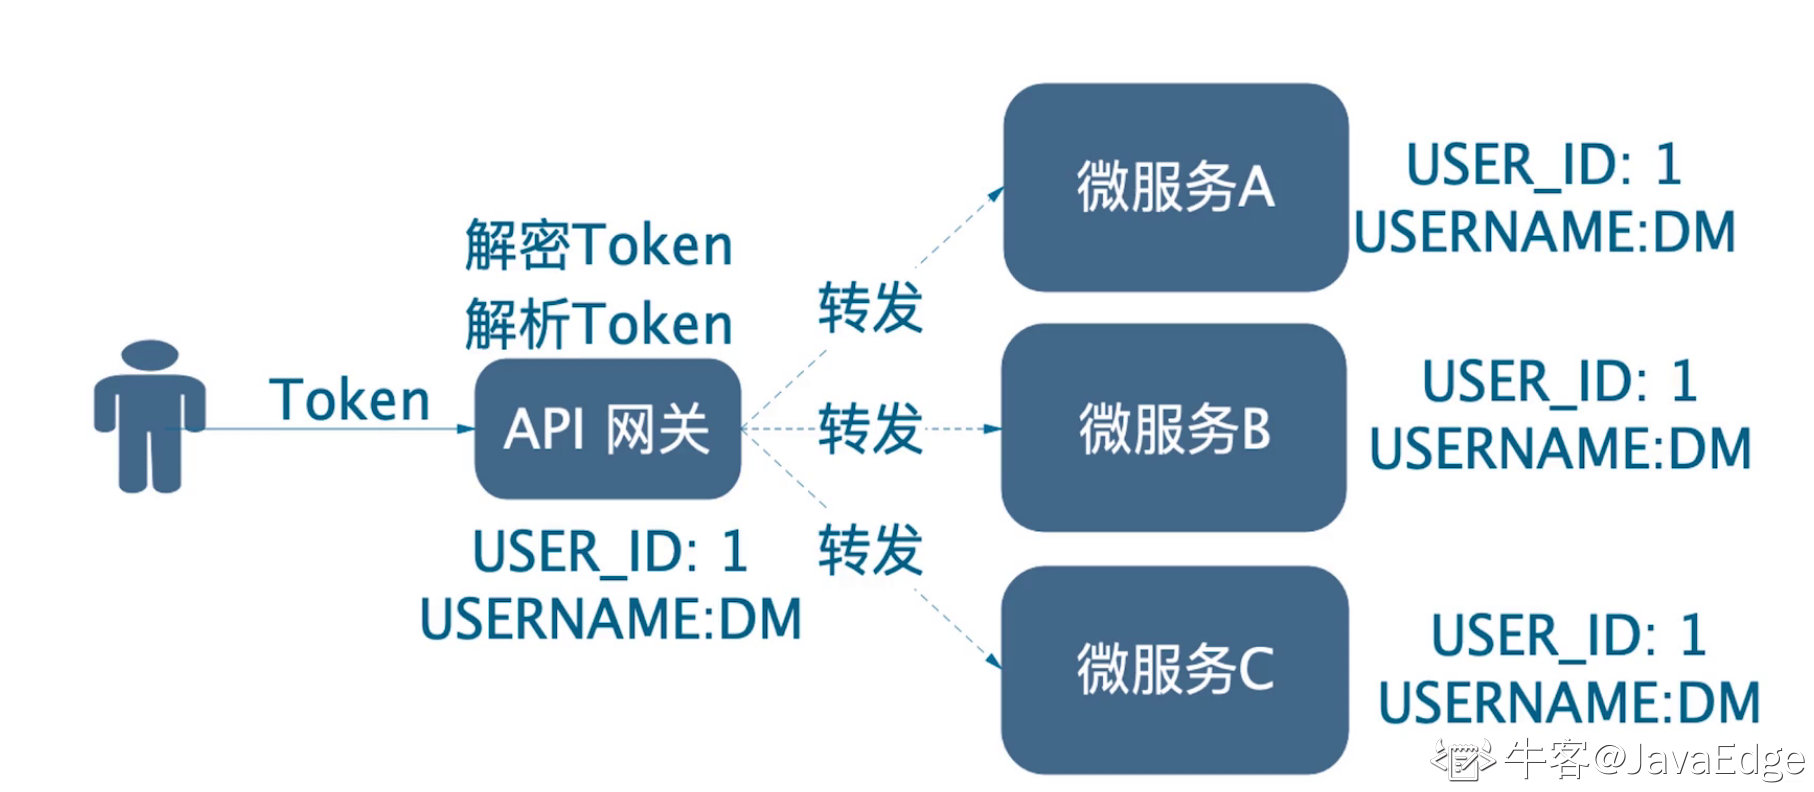 解密Token
解析Token
Token
API 网关
USER_ID: 1
USERNAME:DM
转发
转发
转发
微服务A
USER_ID: 1
USERNAME:DM
微服务B
USER_ID: 1
USERNAME:DM
微服务C
USER_ID: 1
USERNAME:DM
牛客@JavaEdge